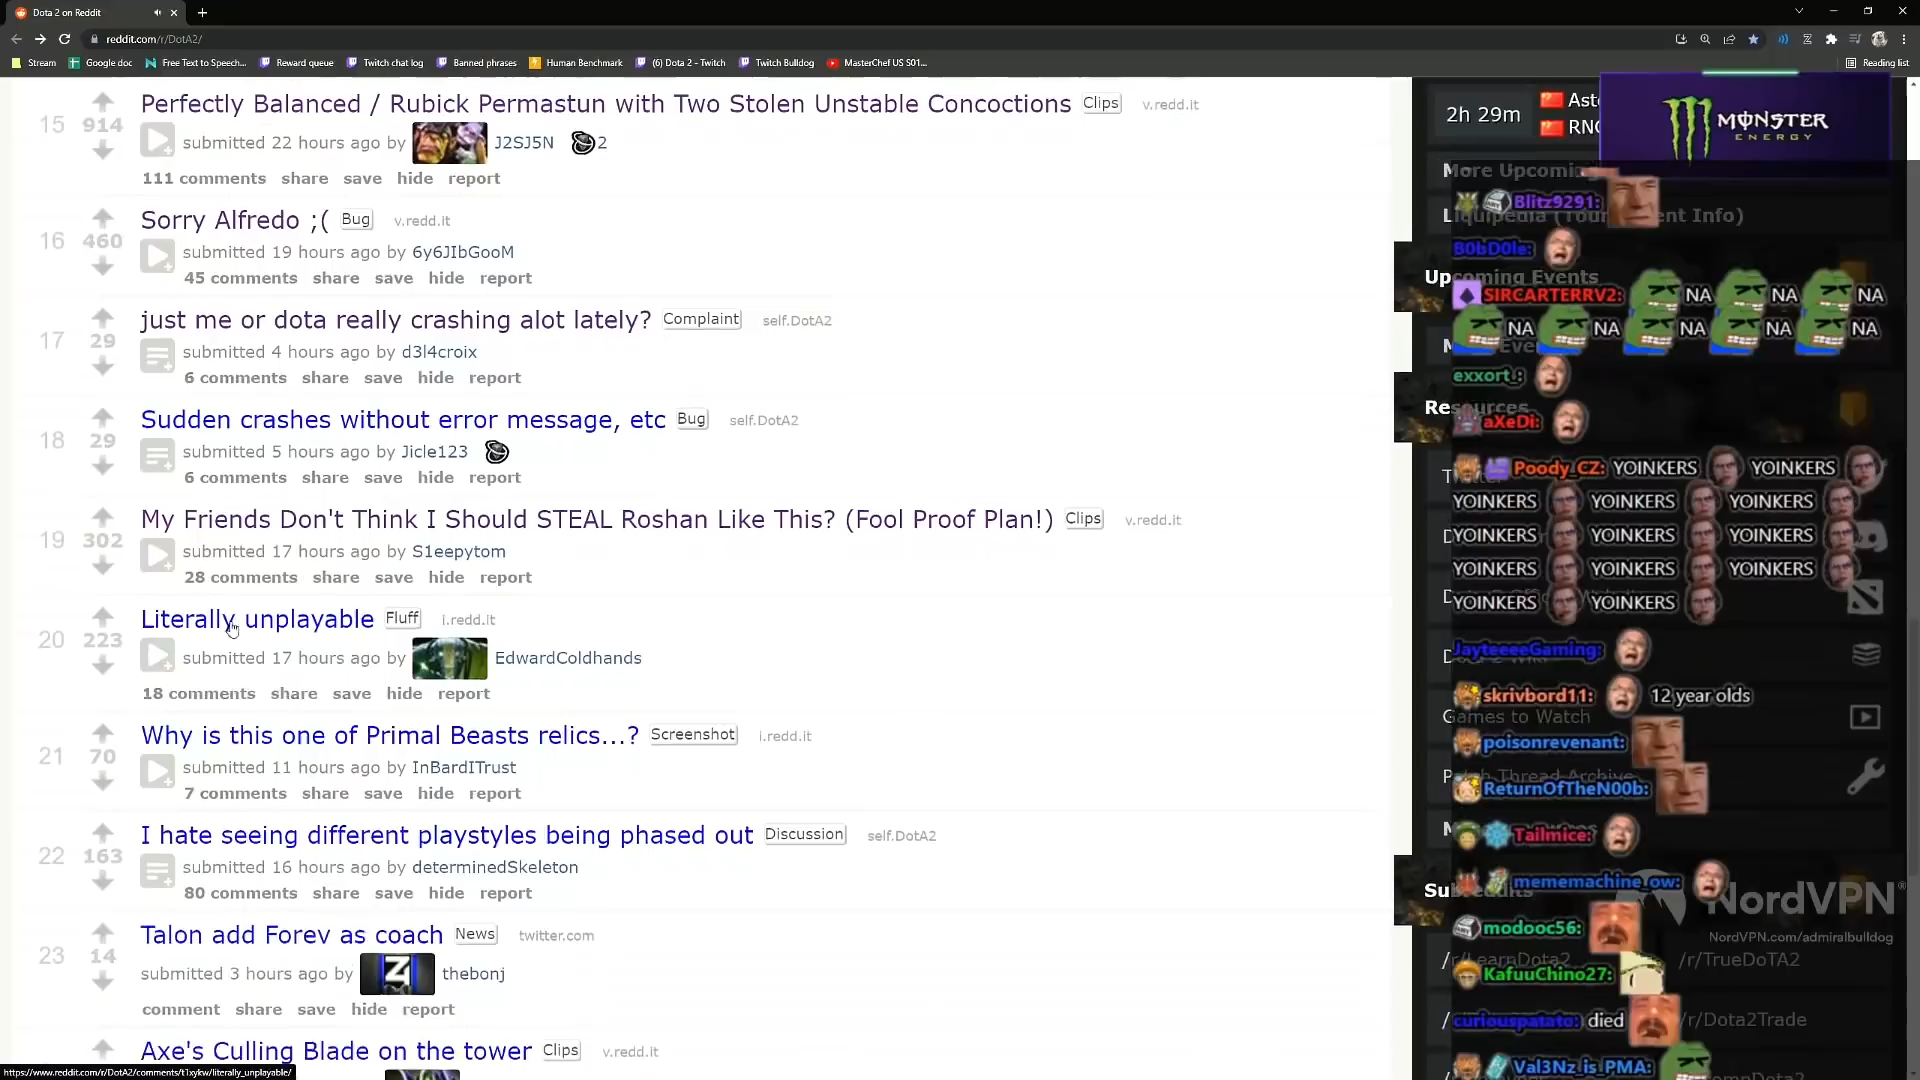 Dota 2 on Reddit
reddit.com/r/DotA2/
Stream
Google doc
Free Text to Speech...
Reward queue
Twitch chat log
Banned phrases
Human Benchmark
(6) Dota 2 - Twitch
Twitch Bulldog
MasterChef US S01...
Reading list
15
914
Perfectly Balanced / Rubick Permastun with Two Stolen Unstable Concoctions Clips v.redd.it
submitted 22 hours ago by J2SJ5N 2
111 comments share save hide report
16
460
Sorry Alfredo ;( Bug v.redd.it
submitted 19 hours ago by 6y6JIbGooM
45 comments share save hide report
17
29
just me or dota really crashing alot lately? Complaint self.DotA2
submitted 4 hours ago by d3l4croix
6 comments share save hide report
18
29
Sudden crashes without error message, etc Bug self.DotA2
submitted 5 hours ago by Jicle123
6 comments share save hide report
19
302
My Friends Don't Think I Should STEAL Roshan Like This? (Fool Proof Plan!) Clips v.redd.it
submitted 17 hours ago by S1eepytom
28 comments share save hide report
20
223
Literally unplayable Fluff i.redd.it
submitted 17 hours ago by EdwardColdhands
18 comments share save hide report
21
70
Why is this one of Primal Beasts relics...? Screenshot i.redd.it
submitted 11 hours ago by InBardITrust
7 comments share save hide report
22
163
I hate seeing different playstyles being phased out Discussion self.DotA2
submitted 16 hours ago by determinedSkeleton
80 comments share save hide report
23
14
Talon add Forev as coach News twitter.com
submitted 3 hours ago by thebonj
comment share save hide report
Axe's Culling Blade on the tower Clips v.redd.it
https://www.reddit.com/r/DotA2/comments/t1xykw/literally_unplayable/
2h 29m
MONSTER
ENERGY
More Upcoming
Blitz9291:
B0bD0le:
Upcoming Events
SIRCARTERRV2: NA NA NA
NA NA NA NA NA
exxort_:
Resources
aXeDi:
Poody_CZ: YOINKERS YOINKERS
YOINKERS YOINKERS YOINKERS
YOINKERS YOINKERS YOINKERS
YOINKERS YOINKERS YOINKERS
YOINKERS YOINKERS
JayteeeeGaming:
skrivbord11: 12 year olds
Games to Watch
poisonrevenant:
Patch Thread Archive
ReturnOfTheN00b:
Tailmice:
mememachine_ow:
NordVPN®
NordVPN.com/admiralbulldog
modooc56:
/r/LearnDota2 /r/TrueDoTA2
KafuuChino27:
curiouspatato: died
/r/Dota2Trade
Val3Nz_is_PMA: